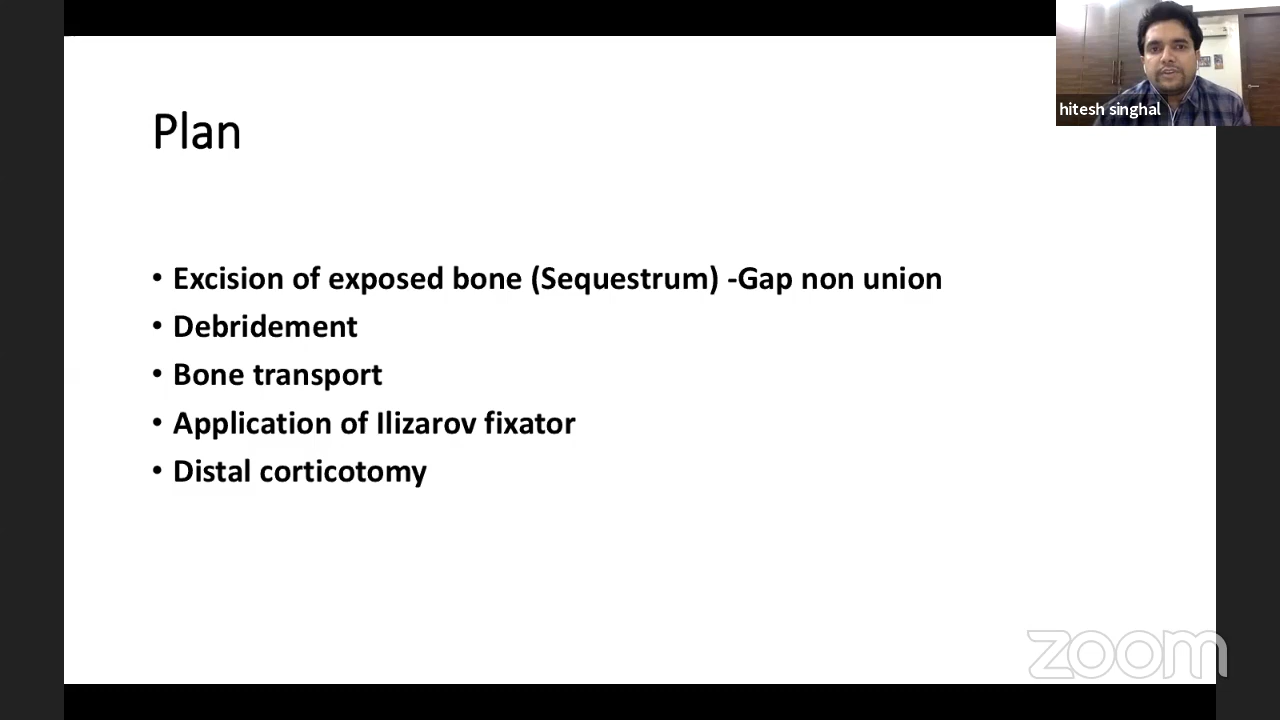 hitesh singhal
Plan
• Excision of exposed bone (Sequestrum) -Gap non union
• Debridement
• Bone transport
• Application of Ilizarov fixator
• Distal corticotomy
zoom